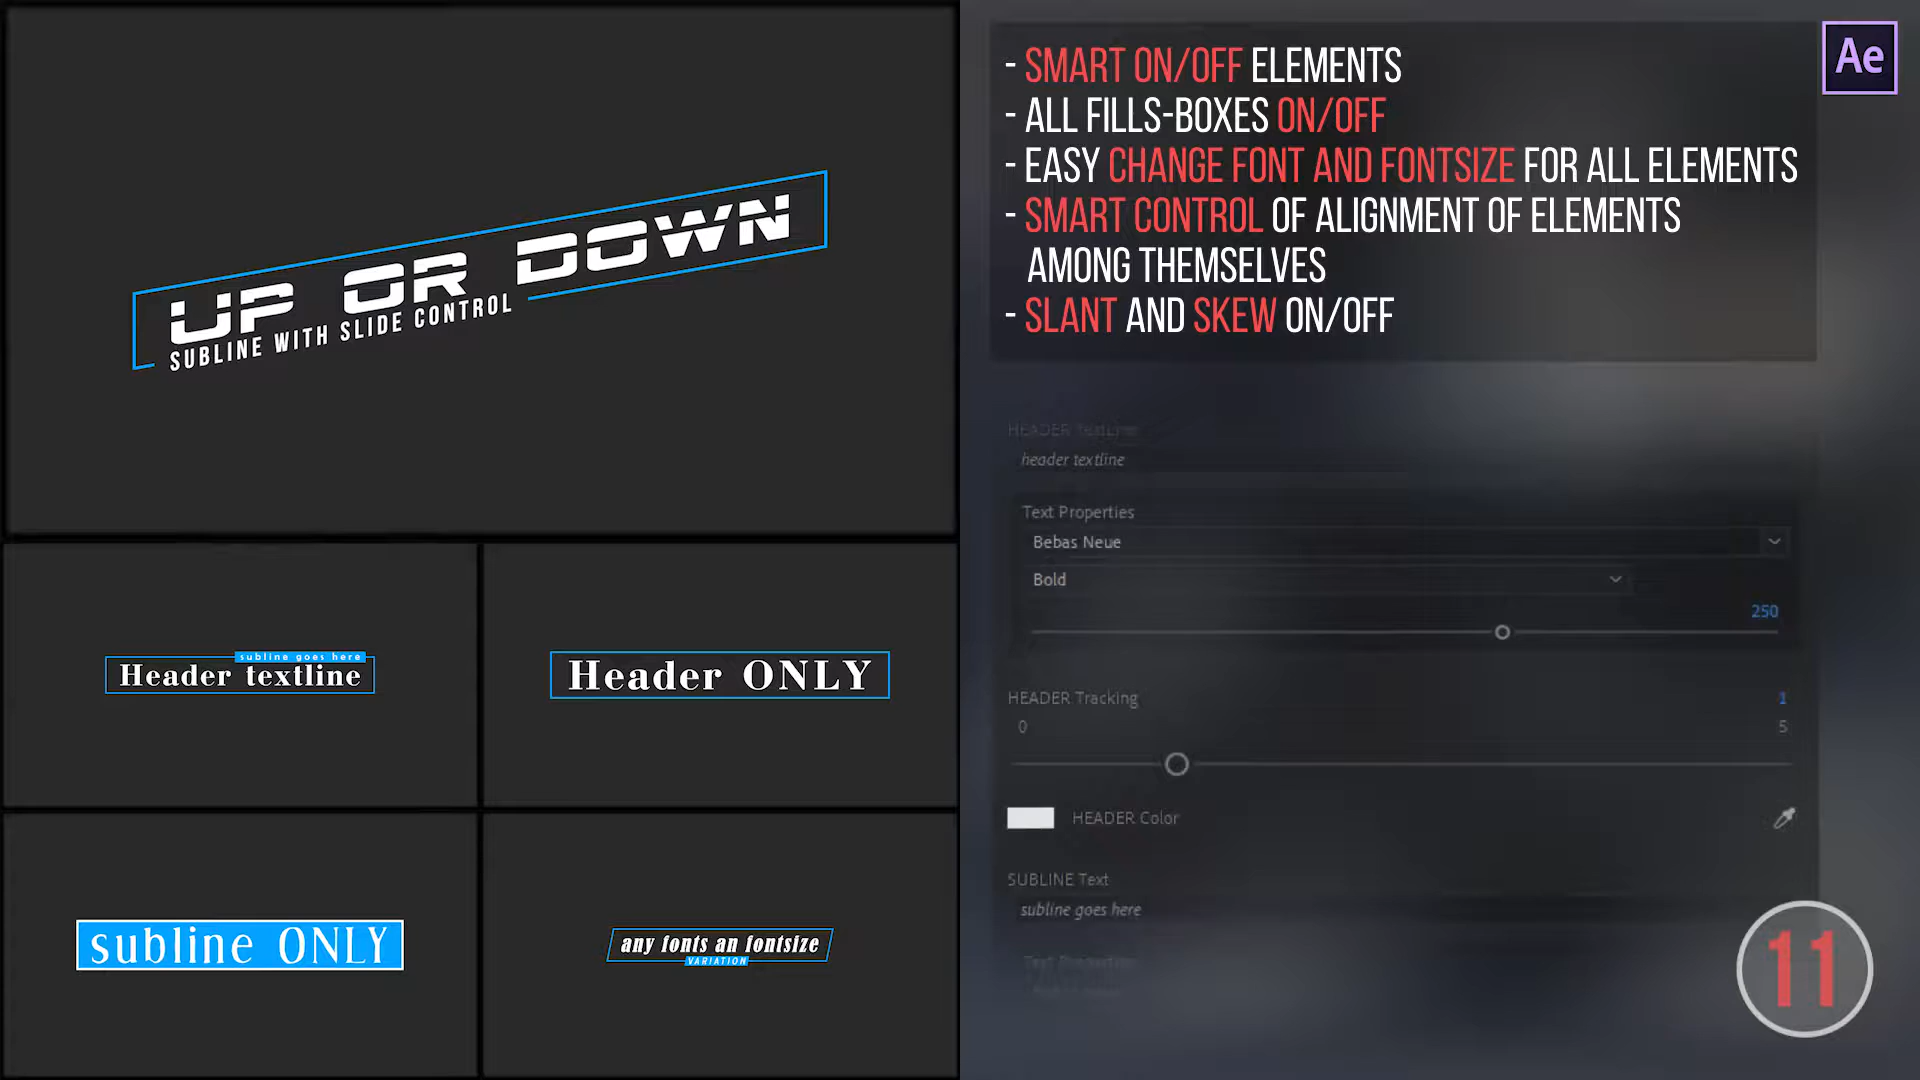 UP OR DOWN
SUBLINE WITH SLIDE CONTROL
subline goes here
Header textline
Header ONLY
subline ONLY
any fonts an fontsize
VARIATION
- SMART ON/OFF ELEMENTS
- ALL FILLS-BOXES ON/OFF
- EASY CHANGE FONT AND FONTSIZE FOR ALL ELEMENTS
- SMART CONTROL OF ALIGNMENT OF ELEMENTS
AMONG THEMSELVES
- SLANT AND SKEW ON/OFF
Ae
HEADER TextLine
header textline
Text Properties
Bebas Neue
Bold
250
HEADER Tracking
1
0
5
HEADER Color
SUBLINE Text
subline goes here
Text Properties
11